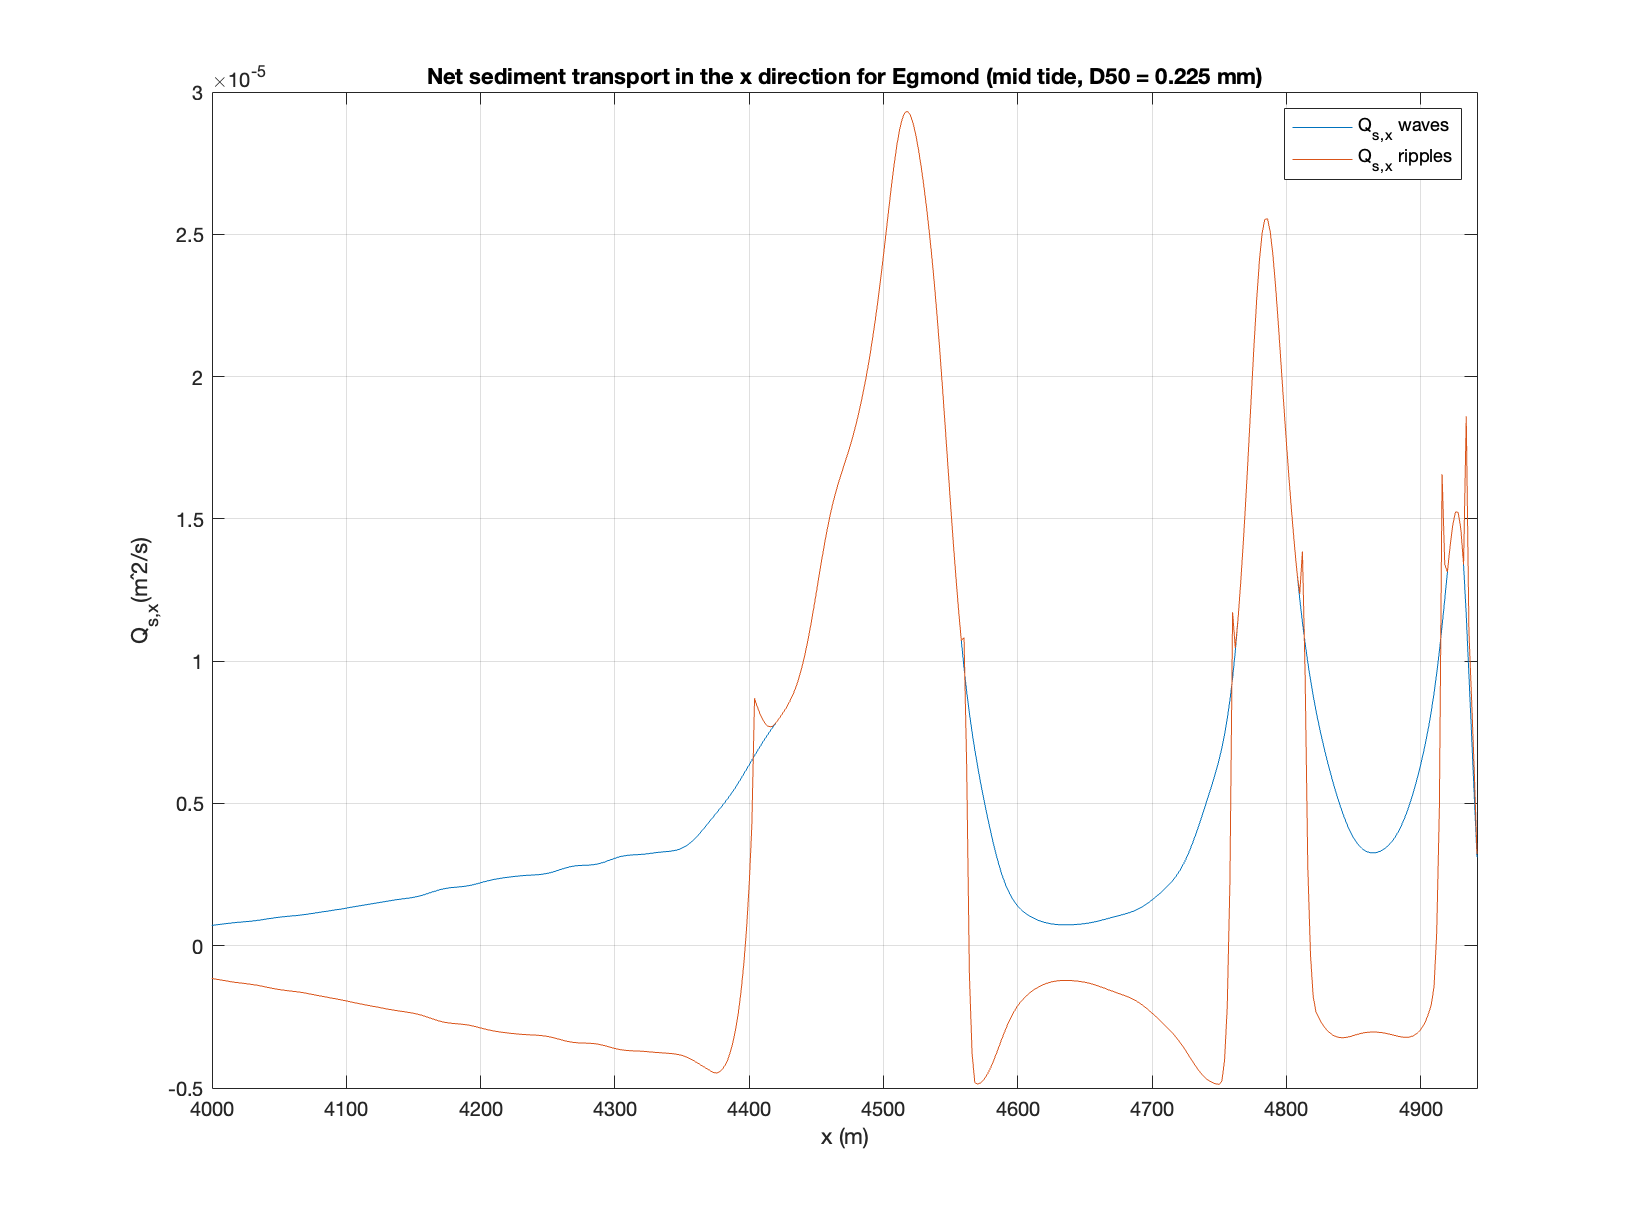 Net sediment transport in the x direction for Egmond (mid tide, D50 = 0.225 mm)
×10^-5
Q_s,x waves
Q_s,x ripples
3
2.5
2
1.5
1
0.5
0
-0.5
Q_s,x(m^2/s)
4000 4100 4200 4300 4400 4500 4600 4700 4800 4900
x (m)